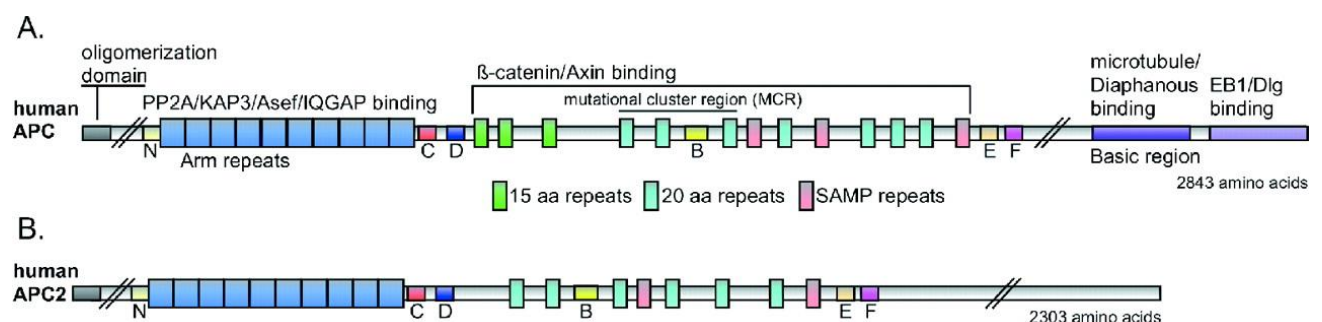 A.
oligomerization
domain
ß-catenin/Axin binding
microtubule/
Diaphanous
binding
EB1/Dlg
binding
PP2A/KAP3/Asef/IQGAP binding
mutational cluster region (MCR)
human
APC
N
Arm repeats
C
D
B
E
F
Basic region
2843 amino acids
15 aa repeats
20 aa repeats
SAMP repeats
B.
human
APC2
N
C
D
B
E
F
2303 amino acids